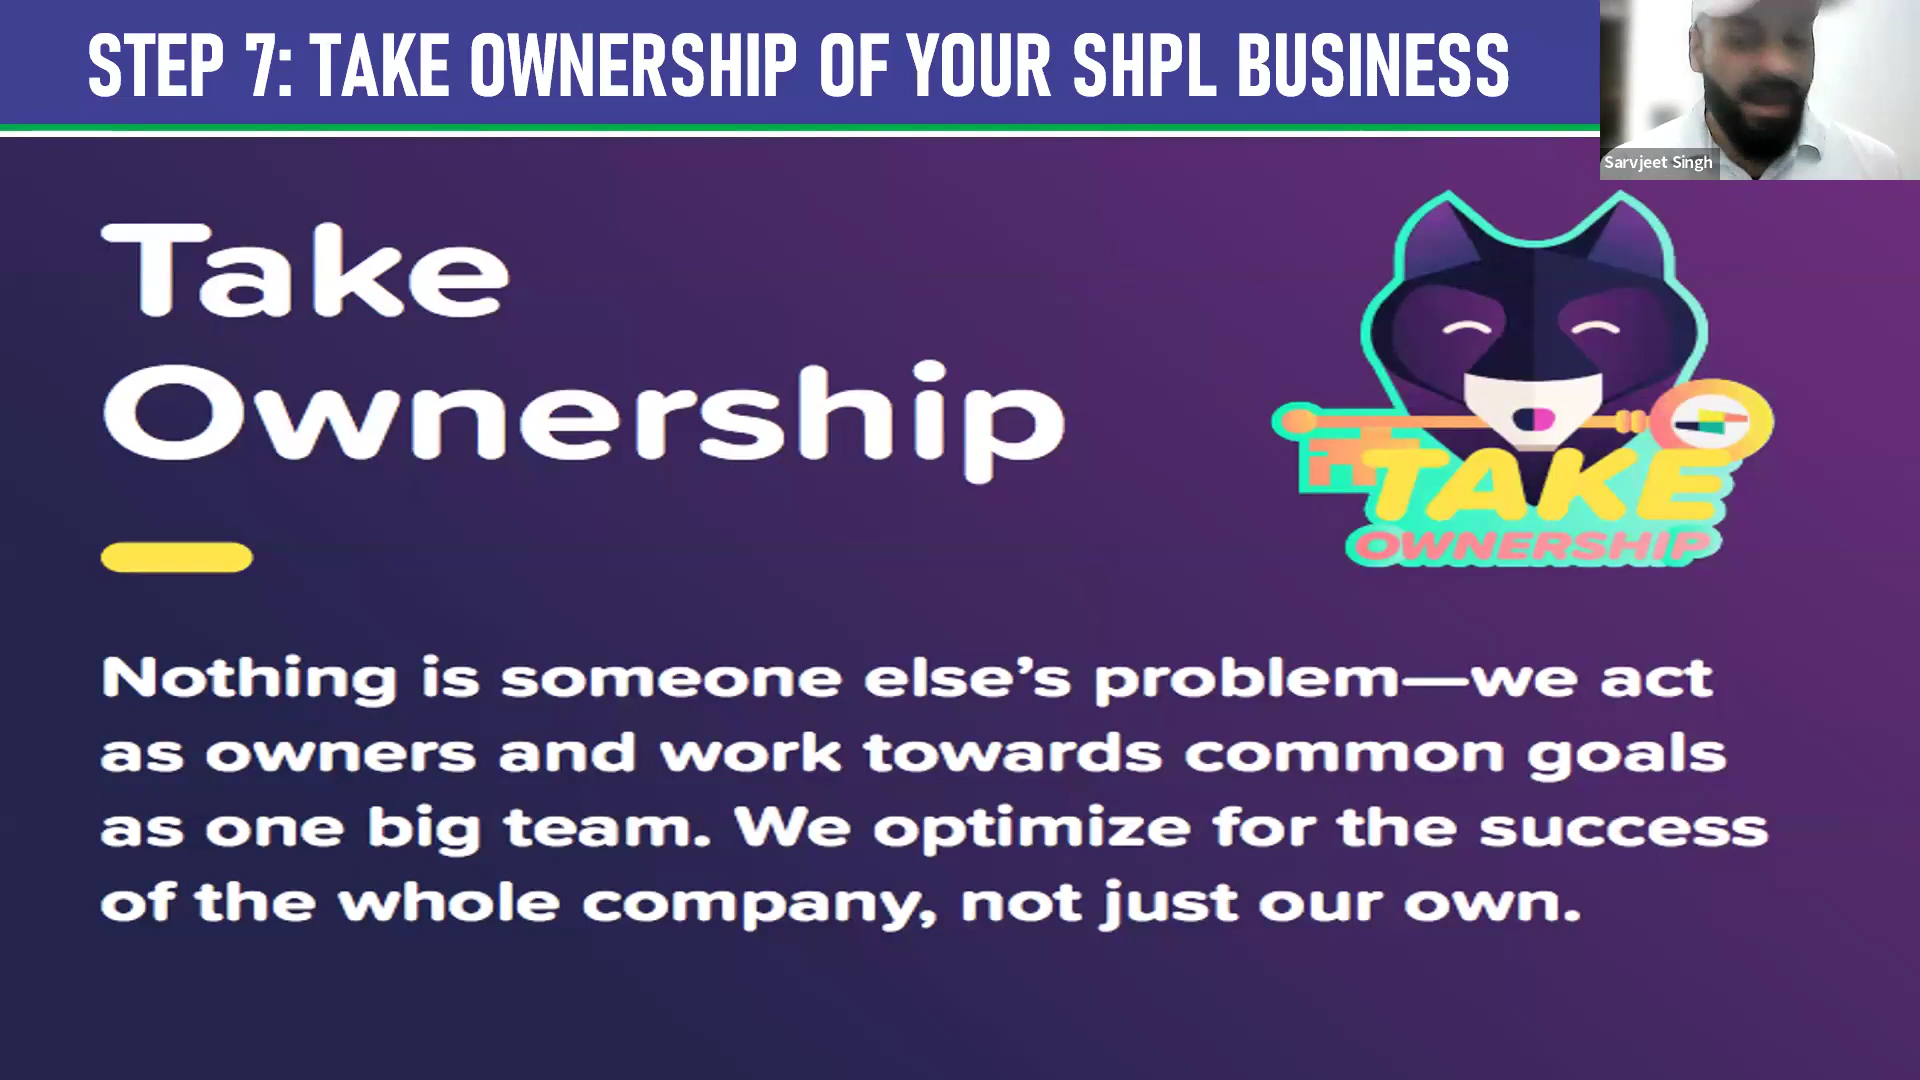 STEP 7: TAKE OWNERSHIP OF YOUR SHPL BUSINESS
Sarvjeet Singh
Take
Ownership
TAKE
OWNERSHIP
Nothing is someone else’s problem—we act
as owners and work towards common goals
as one big team. We optimize for the success
of the whole company, not just our own.